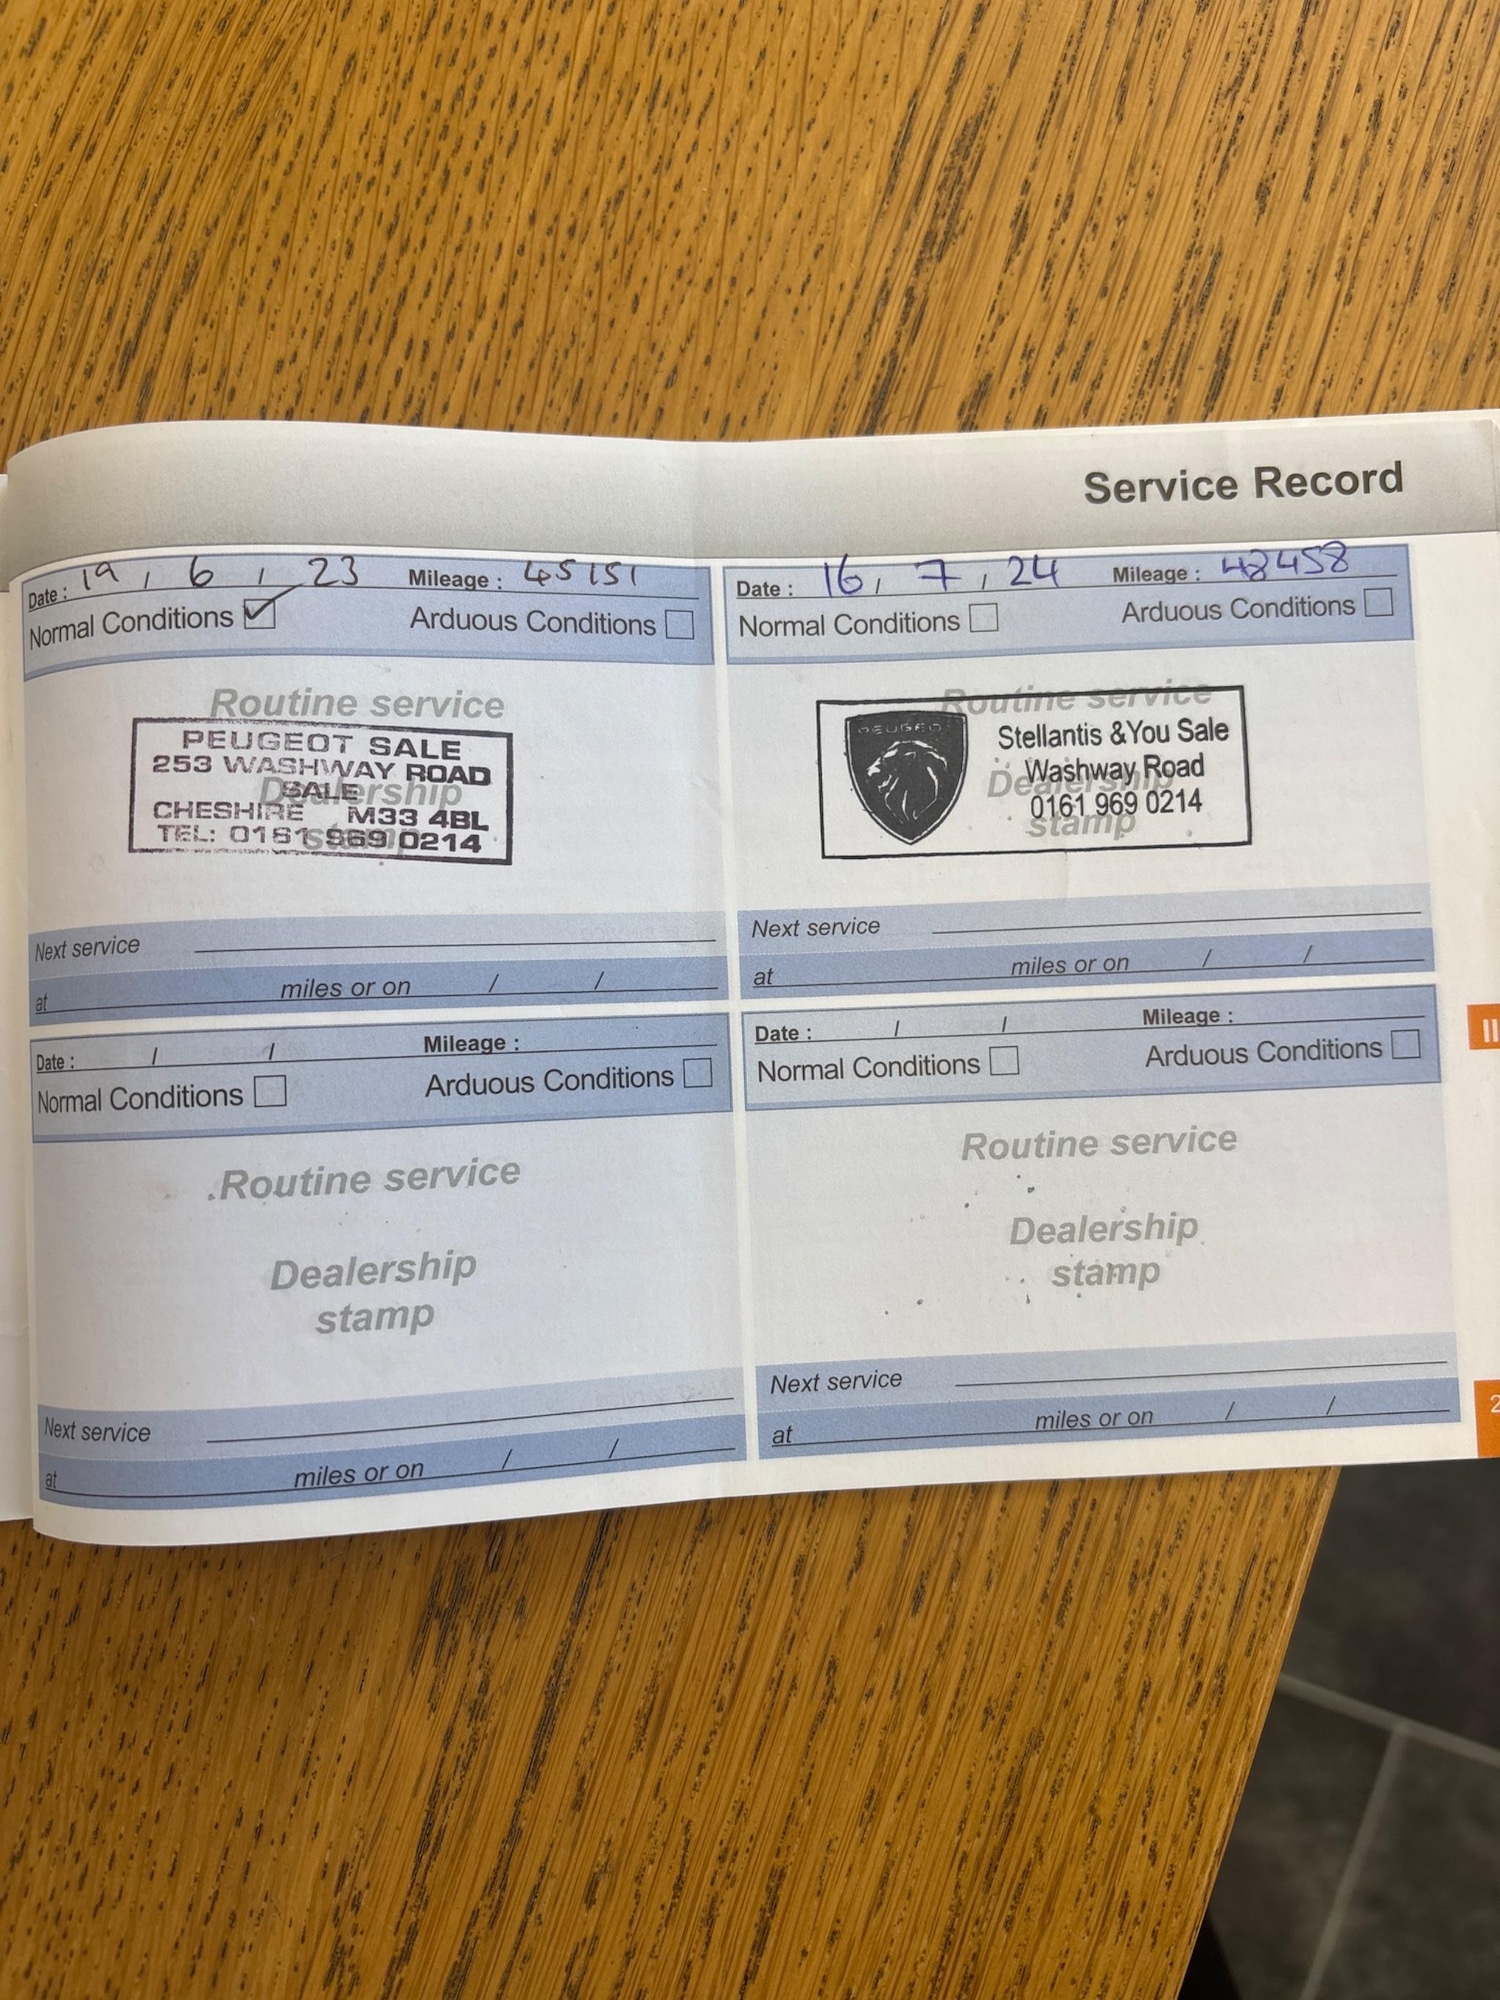 Service Record
Date : 19 / 6 / 23 Mileage : 45151
Normal Conditions Arduous Conditions
Routine service
Dealership
stamp
PEUGEOT SALE
253 WASHWAY ROAD
SALE
CHESHIRE M33 4BL
TEL: 0161 969 0214
Next service
at miles or on / /
Date : 16 / 7 / 24 Mileage : 48458
Normal Conditions Arduous Conditions
Routine service
Dealership
stamp
PEUGEOT
Stellantis &You Sale
Washway Road
0161 969 0214
Next service
at miles or on / /
Date : / / Mileage :
Normal Conditions Arduous Conditions
Routine service
Dealership
stamp
Next service
at miles or on / /
Date : / / Mileage :
Normal Conditions Arduous Conditions
Routine service
Dealership
stamp
Next service
at miles or on / /
II
2